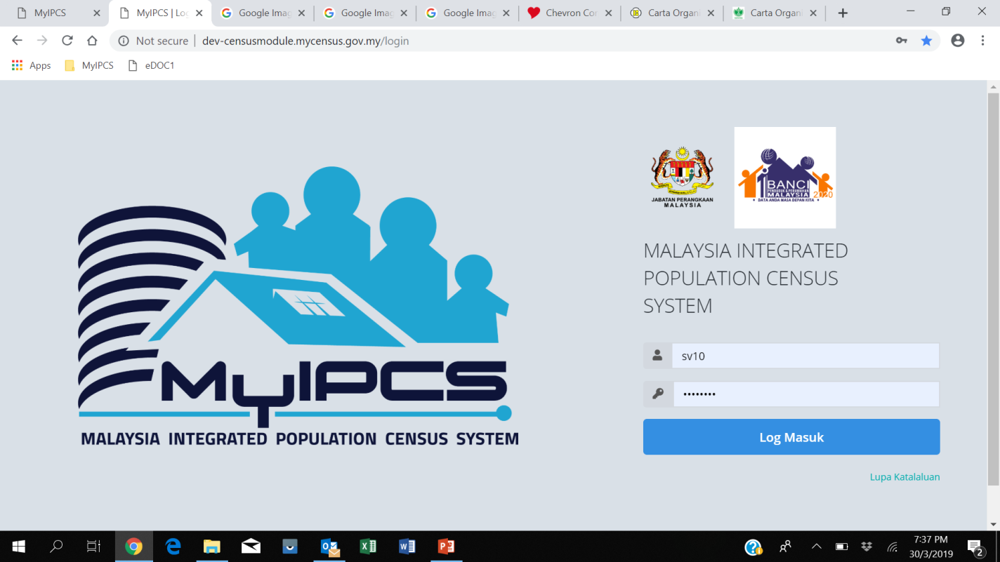 MyIPCS
MyIPCS | Lo
Google Imag
Google Imag
Google Imag
Chevron Cor
Carta Organi
Carta Organi
Not secure | dev-censusmodule.mycensus.gov.my/login
Apps
MyIPCS
eDOC1
JABATAN PERANGKAAN
MALAYSIA
BANCI
PENDUDUK & PERUMAHAN
MALAYSIA 2020
• DATA ANDA MASA DEPAN KITA •
MyIPCS
MALAYSIA INTEGRATED POPULATION CENSUS SYSTEM
MALAYSIA INTEGRATED
POPULATION CENSUS
SYSTEM
sv10
••••••••
Log Masuk
Lupa Katalaluan
7:37 PM
30/3/2019
2